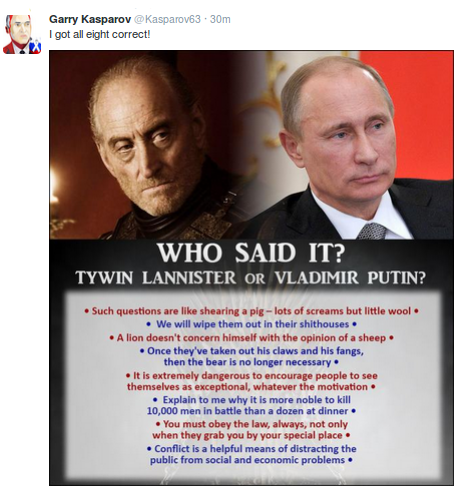 Garry Kasparov @Kasparov63 · 30m
I got all eight correct!
WHO SAID IT?
TYWIN LANNISTER OR VLADIMIR PUTIN?
• Such questions are like shearing a pig – lots of screams but little wool •
• We will wipe them out in their shithouses •
• A lion doesn't concern himself with the opinion of a sheep •
• Once they've taken out his claws and his fangs,
then the bear is no longer necessary •
• It is extremely dangerous to encourage people to see
themselves as exceptional, whatever the motivation •
• Explain to me why it is more noble to kill
10,000 men in battle than a dozen at dinner •
• You must obey the law, always, not only
when they grab you by your special place •
• Conflict is a helpful means of distracting the
public from social and economic problems •